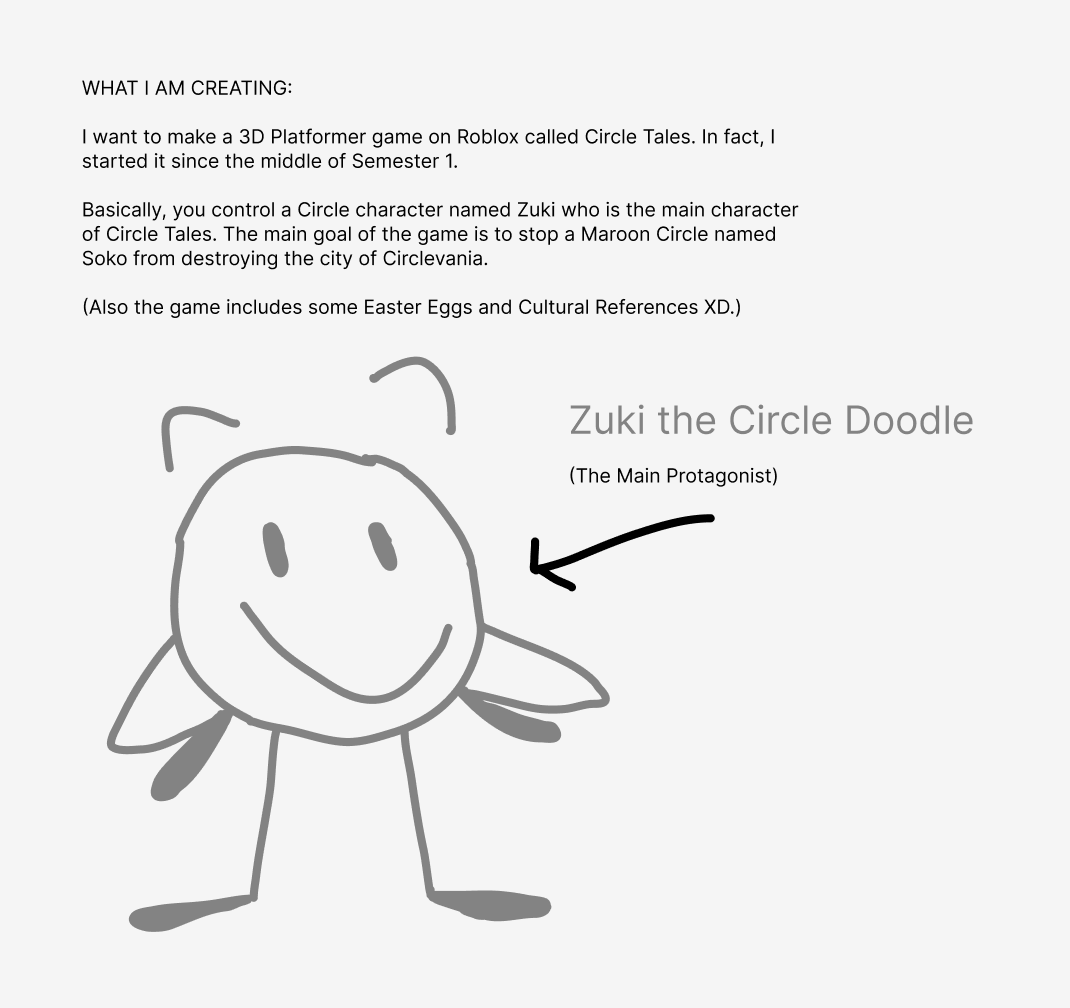 WHAT I AM CREATING:
I want to make a 3D Platformer game on Roblox called Circle Tales. In fact, I
started it since the middle of Semester 1.
Basically, you control a Circle character named Zuki who is the main character
of Circle Tales. The main goal of the game is to stop a Maroon Circle named
Soko from destroying the city of Circlevania.
(Also the game includes some Easter Eggs and Cultural References XD.)
Zuki the Circle Doodle
(The Main Protagonist)